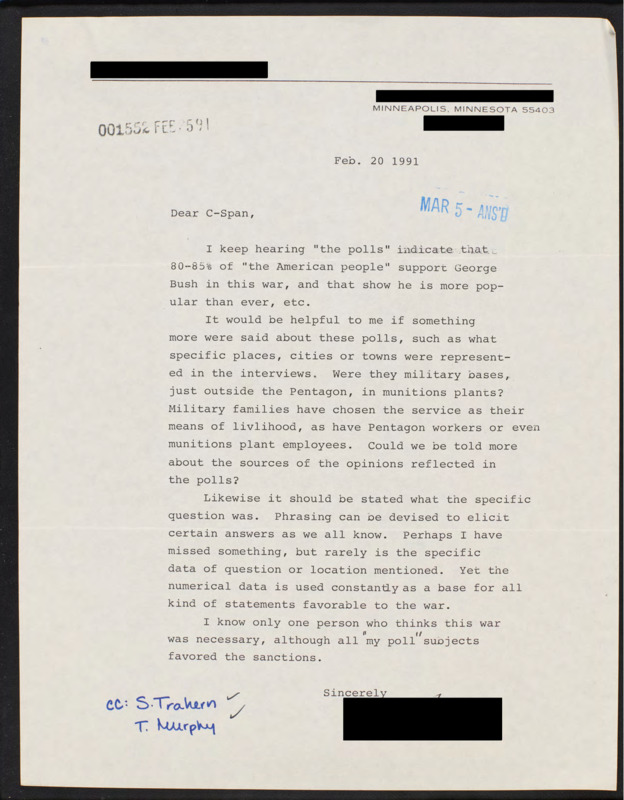 MINNEAPOLIS, MINNESOTA 55403
Feb. 20 1991
MAR 5 - ANS'D
Dear C-Span,
I keep hearing "the polls" indicate that
80-85% of "the American people" support George
Bush in this war, and that show he is more pop-
ular than ever, etc.
It would be helpful to me if something
more were said about these polls, such as what
specific places, cities or towns were represent-
ed in the interviews. Were they military bases,
just outside the Pentagon, in munitions plants?
Military families have chosen the service as their
means of livlihood, as have Pentagon workers or even
munitions plant employees. Could we be told more
about the sources of the opinions reflected in
the polls?
Likewise it should be stated what the specific
question was. Phrasing can be devised to elicit
certain answers as we all know. Perhaps I have
missed something, but rarely is the specific
data of question or location mentioned. Yet the
numerical data is used constantly as a base for all
kind of statements favorable to the war.
I know only one person who thinks this war
was necessary, although all "my poll" subjects
favored the sanctions.
Sincerely
cc: S. Trahern
T. Murphy